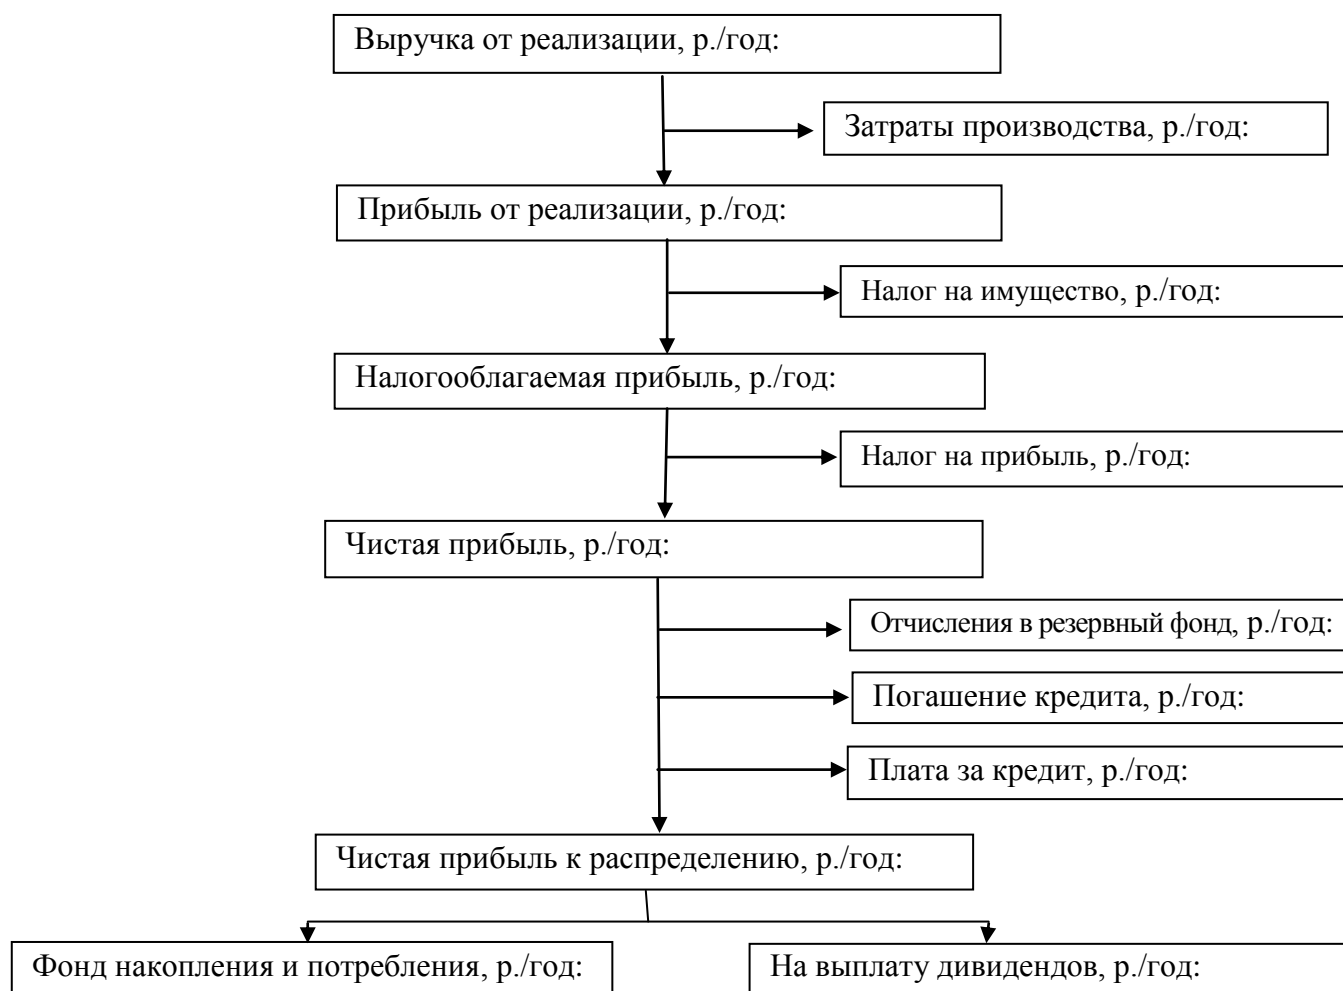 Выручка от реализации, р./год:
Затраты производства, р./год:
Прибыль от реализации, р./год:
Налог на имущество, р./год:
Налогооблагаемая прибыль, р./год:
Налог на прибыль, р./год:
Чистая прибыль, р./год:
Отчисления в резервный фонд, р./год:
Погашение кредита, р./год:
Плата за кредит, р./год:
Чистая прибыль к распределению, р./год:
Фонд накопления и потребления, р./год:
На выплату дивидендов, р./год: